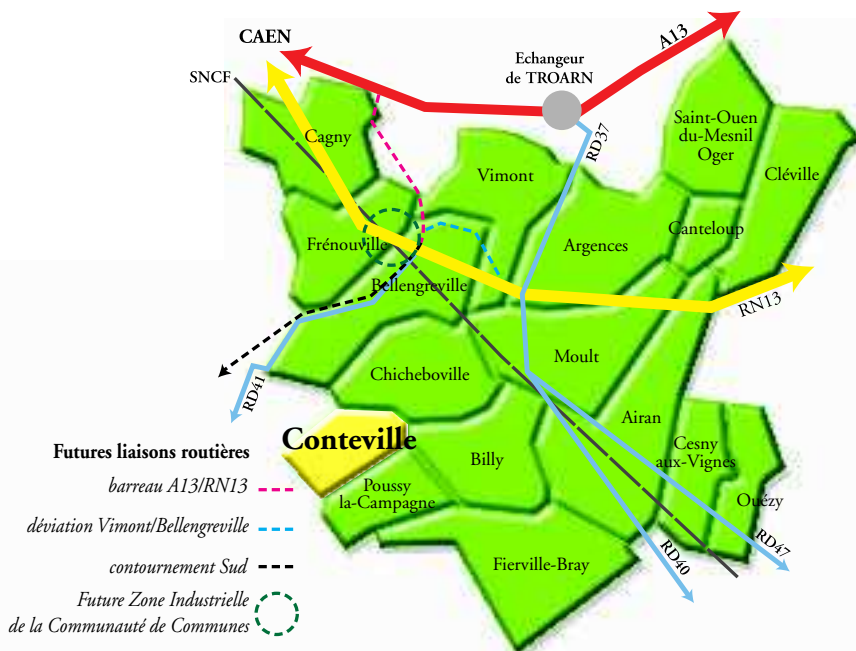 CAEN
A13
Echangeur
de TROARN
SNCF
RD37
Cagny
Saint-Ouen
du-Mesnil
Oger
Vimont
Cléville
Canteloup
Frénouville
Argences
Bellengreville
RN13
Moult
Chicheboville
RD41
Airan
Conteville
Futures liaisons routières
Cesny
aux-Vignes
Billy
barreau A13/RN13
Poussy
la-Campagne
Ouézy
déviation Vimont/Bellengreville
RD47
RD40
contournement Sud
Fierville-Bray
Future Zone Industrielle
de la Communauté de Communes